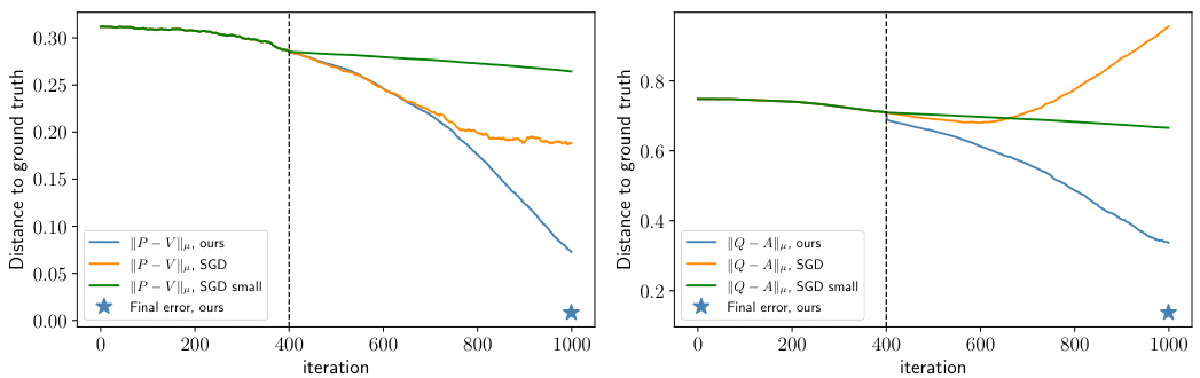 Distance to ground truth
0.30
0.25
0.20
0.15
0.10
0.05
0.00
‖P − V‖μ, ours
‖P − V‖μ, SGD
‖P − V‖μ, SGD small
Final error, ours
0 200 400 600 800 1000
iteration
Distance to ground truth
0.8
0.6
0.4
0.2
‖Q − A‖μ, ours
‖Q − A‖μ, SGD
‖Q − A‖μ, SGD small
Final error, ours
0 200 400 600 800 1000
iteration